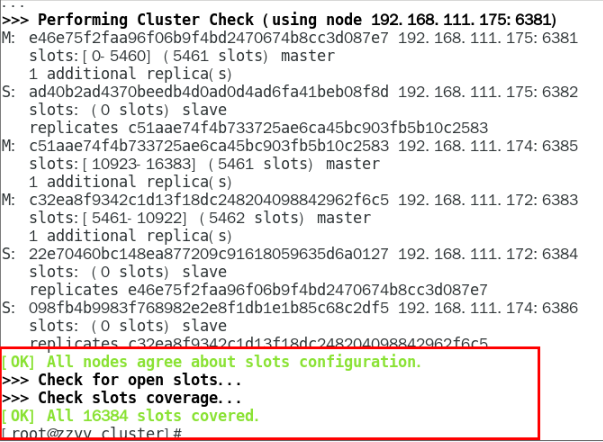 ...
>>> Performing Cluster Check (using node 192.168.111.175:6381)
M: e46e75f2faa96f06b9f4bd2470674b8cc3d087e7 192.168.111.175:6381
slots:[0-5460] (5461 slots) master
1 additional replica(s)
S: ad40b2ad4370beedb4d0ad0d4ad6fa41beb08f8d 192.168.111.175:6382
slots: (0 slots) slave
replicates c51aae74f4b733725ae6ca45bc903fb5b10c2583
M: c51aae74f4b733725ae6ca45bc903fb5b10c2583 192.168.111.174:6385
slots:[10923-16383] (5461 slots) master
1 additional replica(s)
M: c32ea8f9342c1d13f18dc248204098842962f6c5 192.168.111.172:6383
slots:[5461-10922] (5462 slots) master
1 additional replica(s)
S: 22e70460bc148ea877209c91618059635d6a0127 192.168.111.172:6384
slots: (0 slots) slave
replicates e46e75f2faa96f06b9f4bd2470674b8cc3d087e7
S: 098fb4b9983f768982e2e8f1db1e1b85c68c2df5 192.168.111.174:6386
slots: (0 slots) slave
replicates c32ea8f9342c1d13f18dc248204098842962f6c5
[OK] All nodes agree about slots configuration.
>>> Check for open slots...
>>> Check slots coverage...
[OK] All 16384 slots covered.
[root@zzyy cluster]#